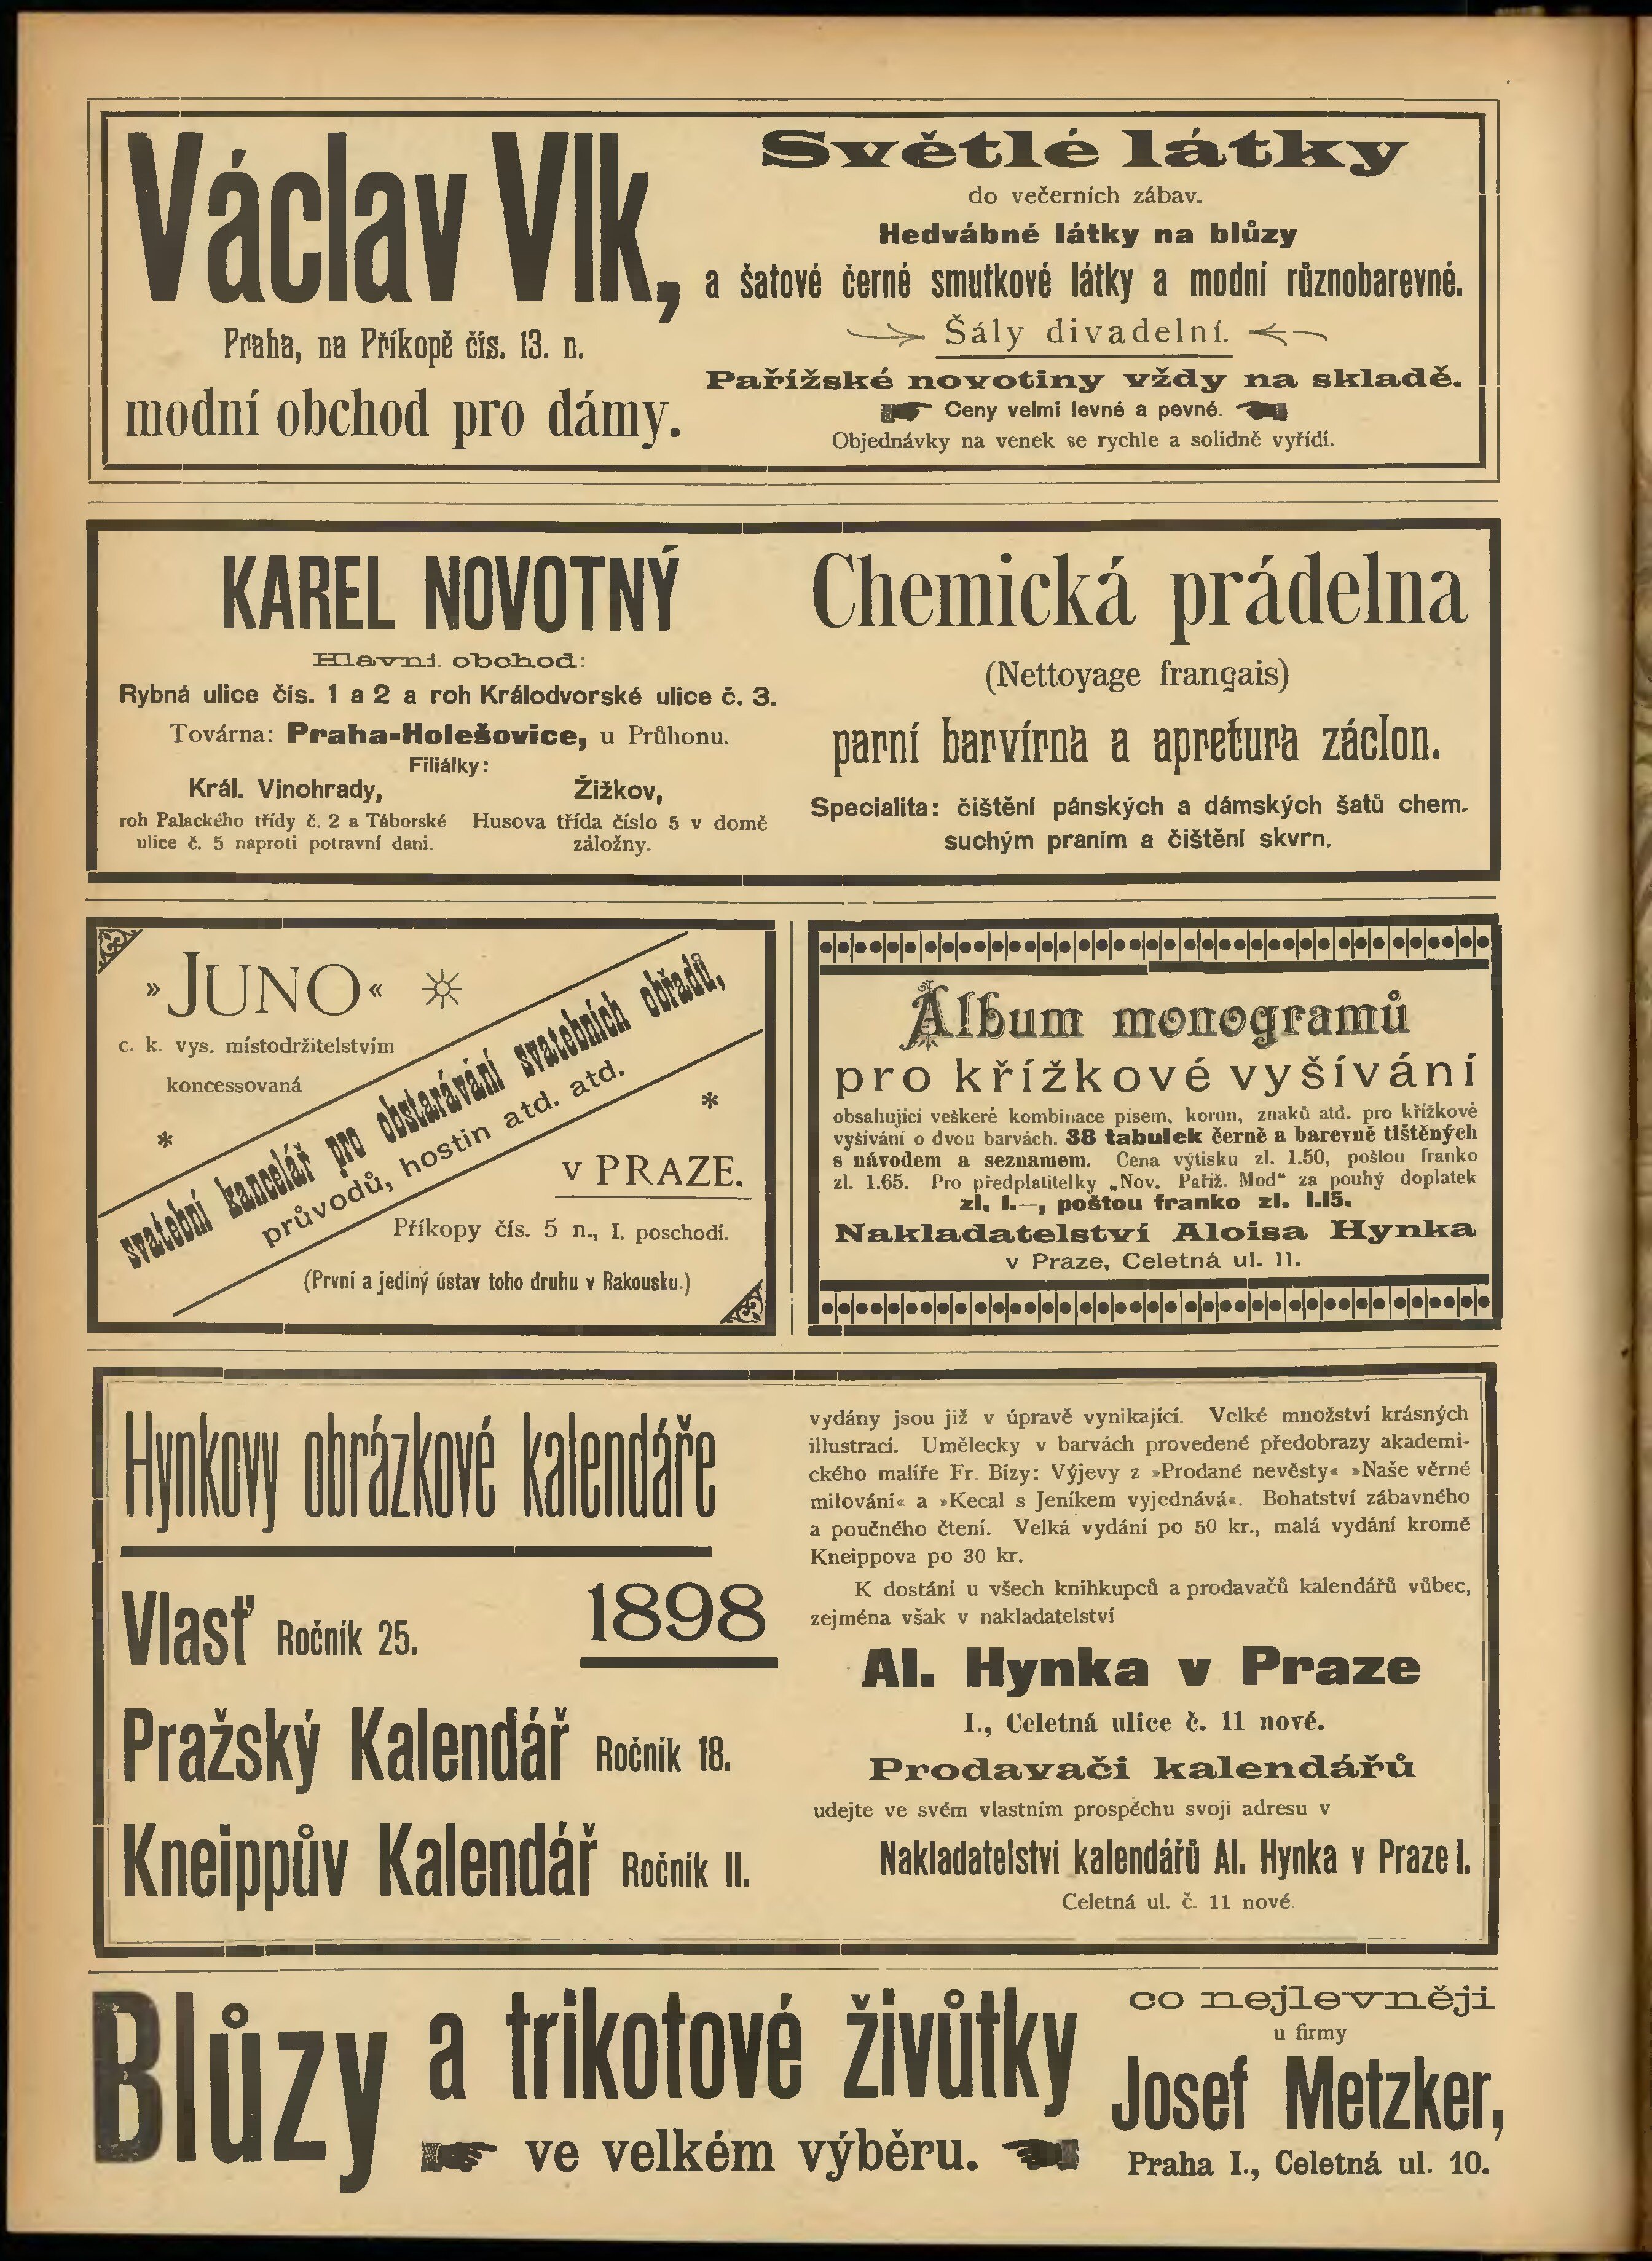 Václav Vlk,
Praha, na Příkopě čís. 13. n.
modní obchod pro dámy.
Světlé látky
do večerních zábav.
Hedvábné látky na blůzy
a šatové černé smutkové látky a modní různobarevné.
Šály divadelní.
Pařížské novotiny vždy na skladě.
Ceny velmi levné a pevné.
Objednávky na venek se rychle a solidně vyřídí.
KAREL NOVOTNÝ
Hlavní obchod:
Rybná ulice čís. 1 a 2 a roh Králodvorské ulice č. 3.
Továrna: Praha-Holešovice, u Průhonu.
Filiálky:
Král. Vinohrady,
roh Palackého třídy č. 2 a Táborské
ulice č. 5 naproti potravní dani.
Žižkov,
Husova třída číslo 5 v domě
záložny.
Chemická prádelna
(Nettoyage français)
parní barvírna a apretura záclon.
Specialita: čištění pánských a dámských šatů chem.
suchým praním a čištění skvrn.
»JUNO«
c. k. vys. místodržitelstvím
koncessovaná
*
svatební kancelář pro obstarávání svatebních obřadů,
průvodů, hostin atd. atd.
*
v PRAZE.
Příkopy čís. 5 n., I. poschodí.
(První a jediný ústav toho druhu v Rakousku.)
Album monogramů
pro křížkové vyšívání
obsahující veškeré kombinace písem, korun, znaků atd. pro křížkové
vyšívání o dvou barvách. 38 tabulek černě a barevně tištěných
s návodem a seznamem. Cena výtisku zl. 1.50, poštou franko
zl. 1.65. Pro předplatitelky „Nov. Paříž. Mod“ za pouhý doplatek
zl. 1.—, poštou franko zl. 1.15.
Nakladatelství Aloisa Hynka
v Praze, Celetná ul. 11.
Hynkovy obrázkové kalendáře
Vlasť Ročník 25.
1898
Pražský Kalendář Ročník 18.
Kneippův Kalendář Ročník II.
vydány jsou již v úpravě vynikající. Velké množství krásných
illustrací. Umělecky v barvách provedené předobrazy akademi-
ckého malíře Fr. Bízy: Výjevy z »Prodané nevěsty« »Naše věrné
milování« a »Kecal s Jeníkem vyjednává«. Bohatství zábavného
a poučného čtení. Velká vydání po 50 kr., malá vydání kromě
Kneippova po 30 kr.
K dostání u všech knihkupců a prodavačů kalendářů vůbec,
zejména však v nakladatelství
Al. Hynka v Praze
I., Celetná ulice č. 11 nové.
Prodavači kalendářů
udejte ve svém vlastním prospěchu svoji adresu v
Nakladatelství kalendářů Al. Hynka v Praze I.
Celetná ul. č. 11 nové.
Blůzy a trikotové živůtky
ve velkém výběru.
co nejlevněji
u firmy
Josef Metzker,
Praha I., Celetná ul. 10.